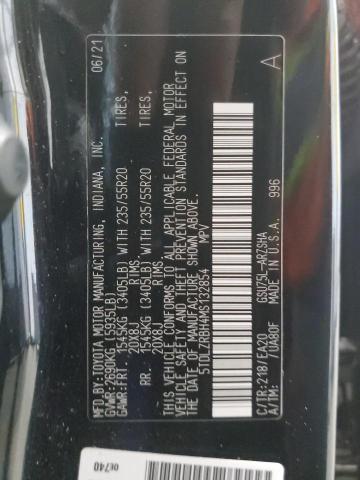 MFD. BY:TOYOTA MOTOR MANUFACTURING, INDIANA, INC. 06/21
GVWR:2690KG (5935LB)
GAWR:FRT. 1545KG (3405LB) WITH 235/55R20 TIRES,
20X8J RIMS,
RR. 1545KG (3405LB) WITH 235/55R20 TIRES,
20X8J RIMS.
THIS VEHICLE CONFORMS TO ALL APPLICABLE FEDERAL MOTOR
VEHICLE SAFETY AND THEFT PREVENTION STANDARDS IN EFFECT ON
THE DATE OF MANUFACTURE SHOWN ABOVE.
5TDLZRBH4MS132854 MPV
GSU75L-ARZSHA
C/TR:218/EA20 996
A/TM: /UA80F MADE IN U.S.A. A
0E740